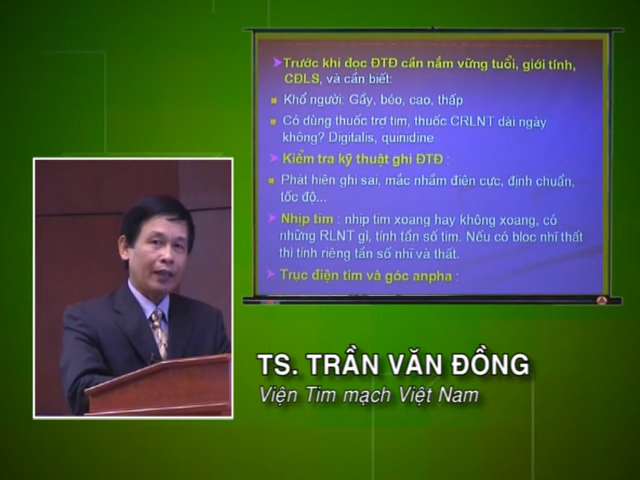 Trước khi đọc ĐTĐ cần nắm vững tuổi, giới tính,
CĐLS, và cần biết:
Khổ người: Gầy, béo, cao, thấp
Có dùng thuốc trợ tim, thuốc CRLNT dài ngày
không? Digitalis, quinidine
Kiểm tra kỹ thuật ghi ĐTĐ :
Phát hiện ghi sai, mắc nhầm điện cực, định chuẩn,
tốc độ...
Nhịp tim : nhịp tim xoang hay không xoang, có
những RLNT gì, tính tần số tim. Nếu có bloc nhĩ thất
thì tính riêng tần số nhĩ và thất.
Trục điện tim và góc anpha :
TS. TRẦN VĂN ĐỒNG
Viện Tim mạch Việt Nam